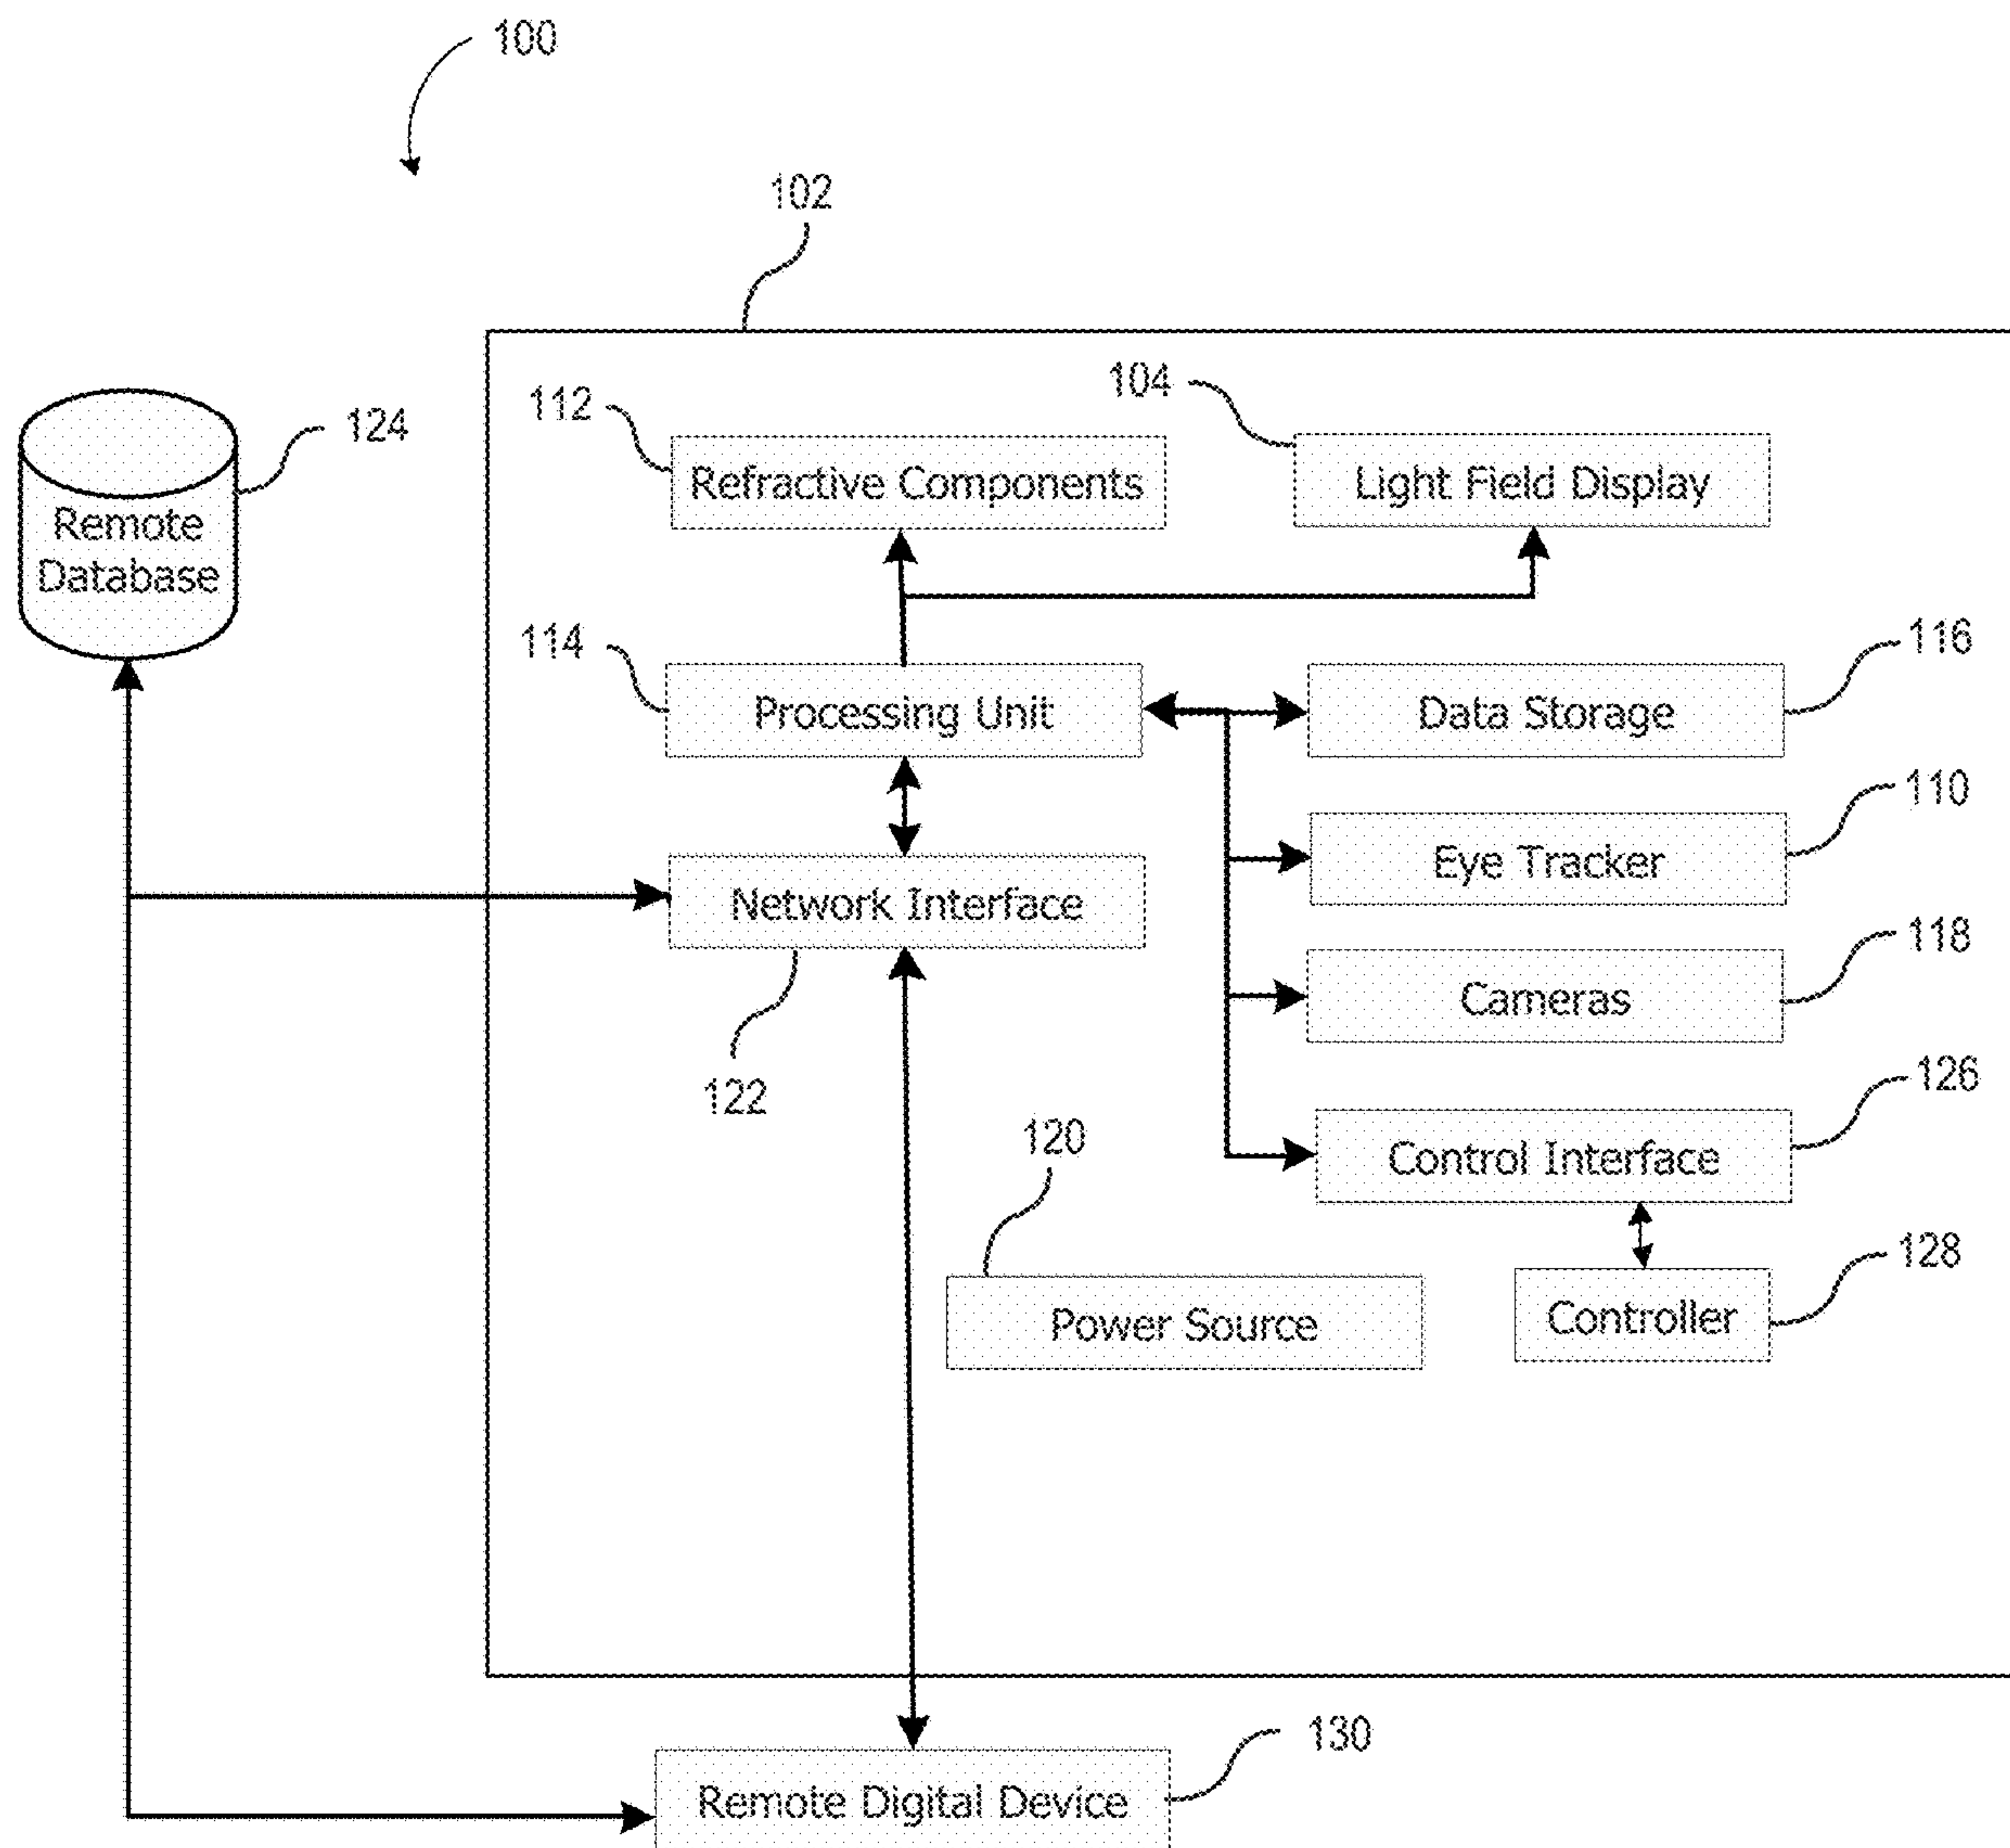 100
102
104
112
124
Refractive Components
Light Field Display
Remote
Database
114
116
Processing Unit
Data Storage
110
Eye Tracker
Network Interface
118
Cameras
122
126
120
Control Interface
128
Power Source
Controller
130
Remote Digital Device